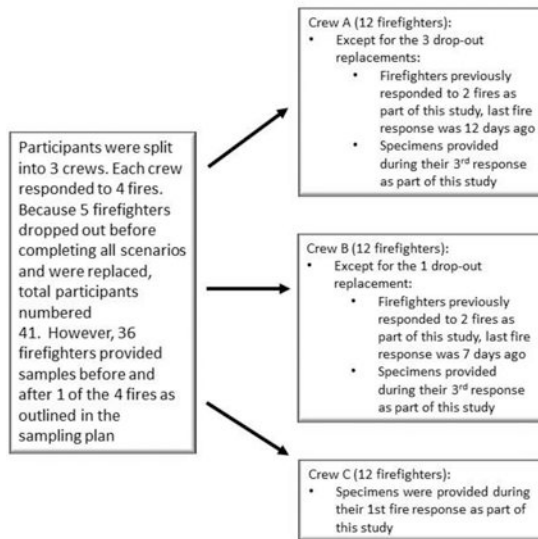 Participants were split
into 3 crews. Each crew
responded to 4 fires.
Because 5 firefighters
dropped out before
completing all scenarios
and were replaced,
total participants
numbered
41. However, 36
firefighters provided
samples before and
after 1 of the 4 fires as
outlined in the
sampling plan
Crew A (12 firefighters):
• Except for the 3 drop-out
replacements:
• Firefighters previously
responded to 2 fires as
part of this study, last fire
response was 12 days ago
• Specimens provided
during their 3rd response
as part of this study
Crew B (12 firefighters):
• Except for the 1 drop-out
replacement:
• Firefighters previously
responded to 2 fires as
part of this study, last fire
response was 7 days ago
• Specimens provided
during their 3rd response
as part of this study
Crew C (12 firefighters):
• Specimens were provided during
their 1st fire response as part of
this study